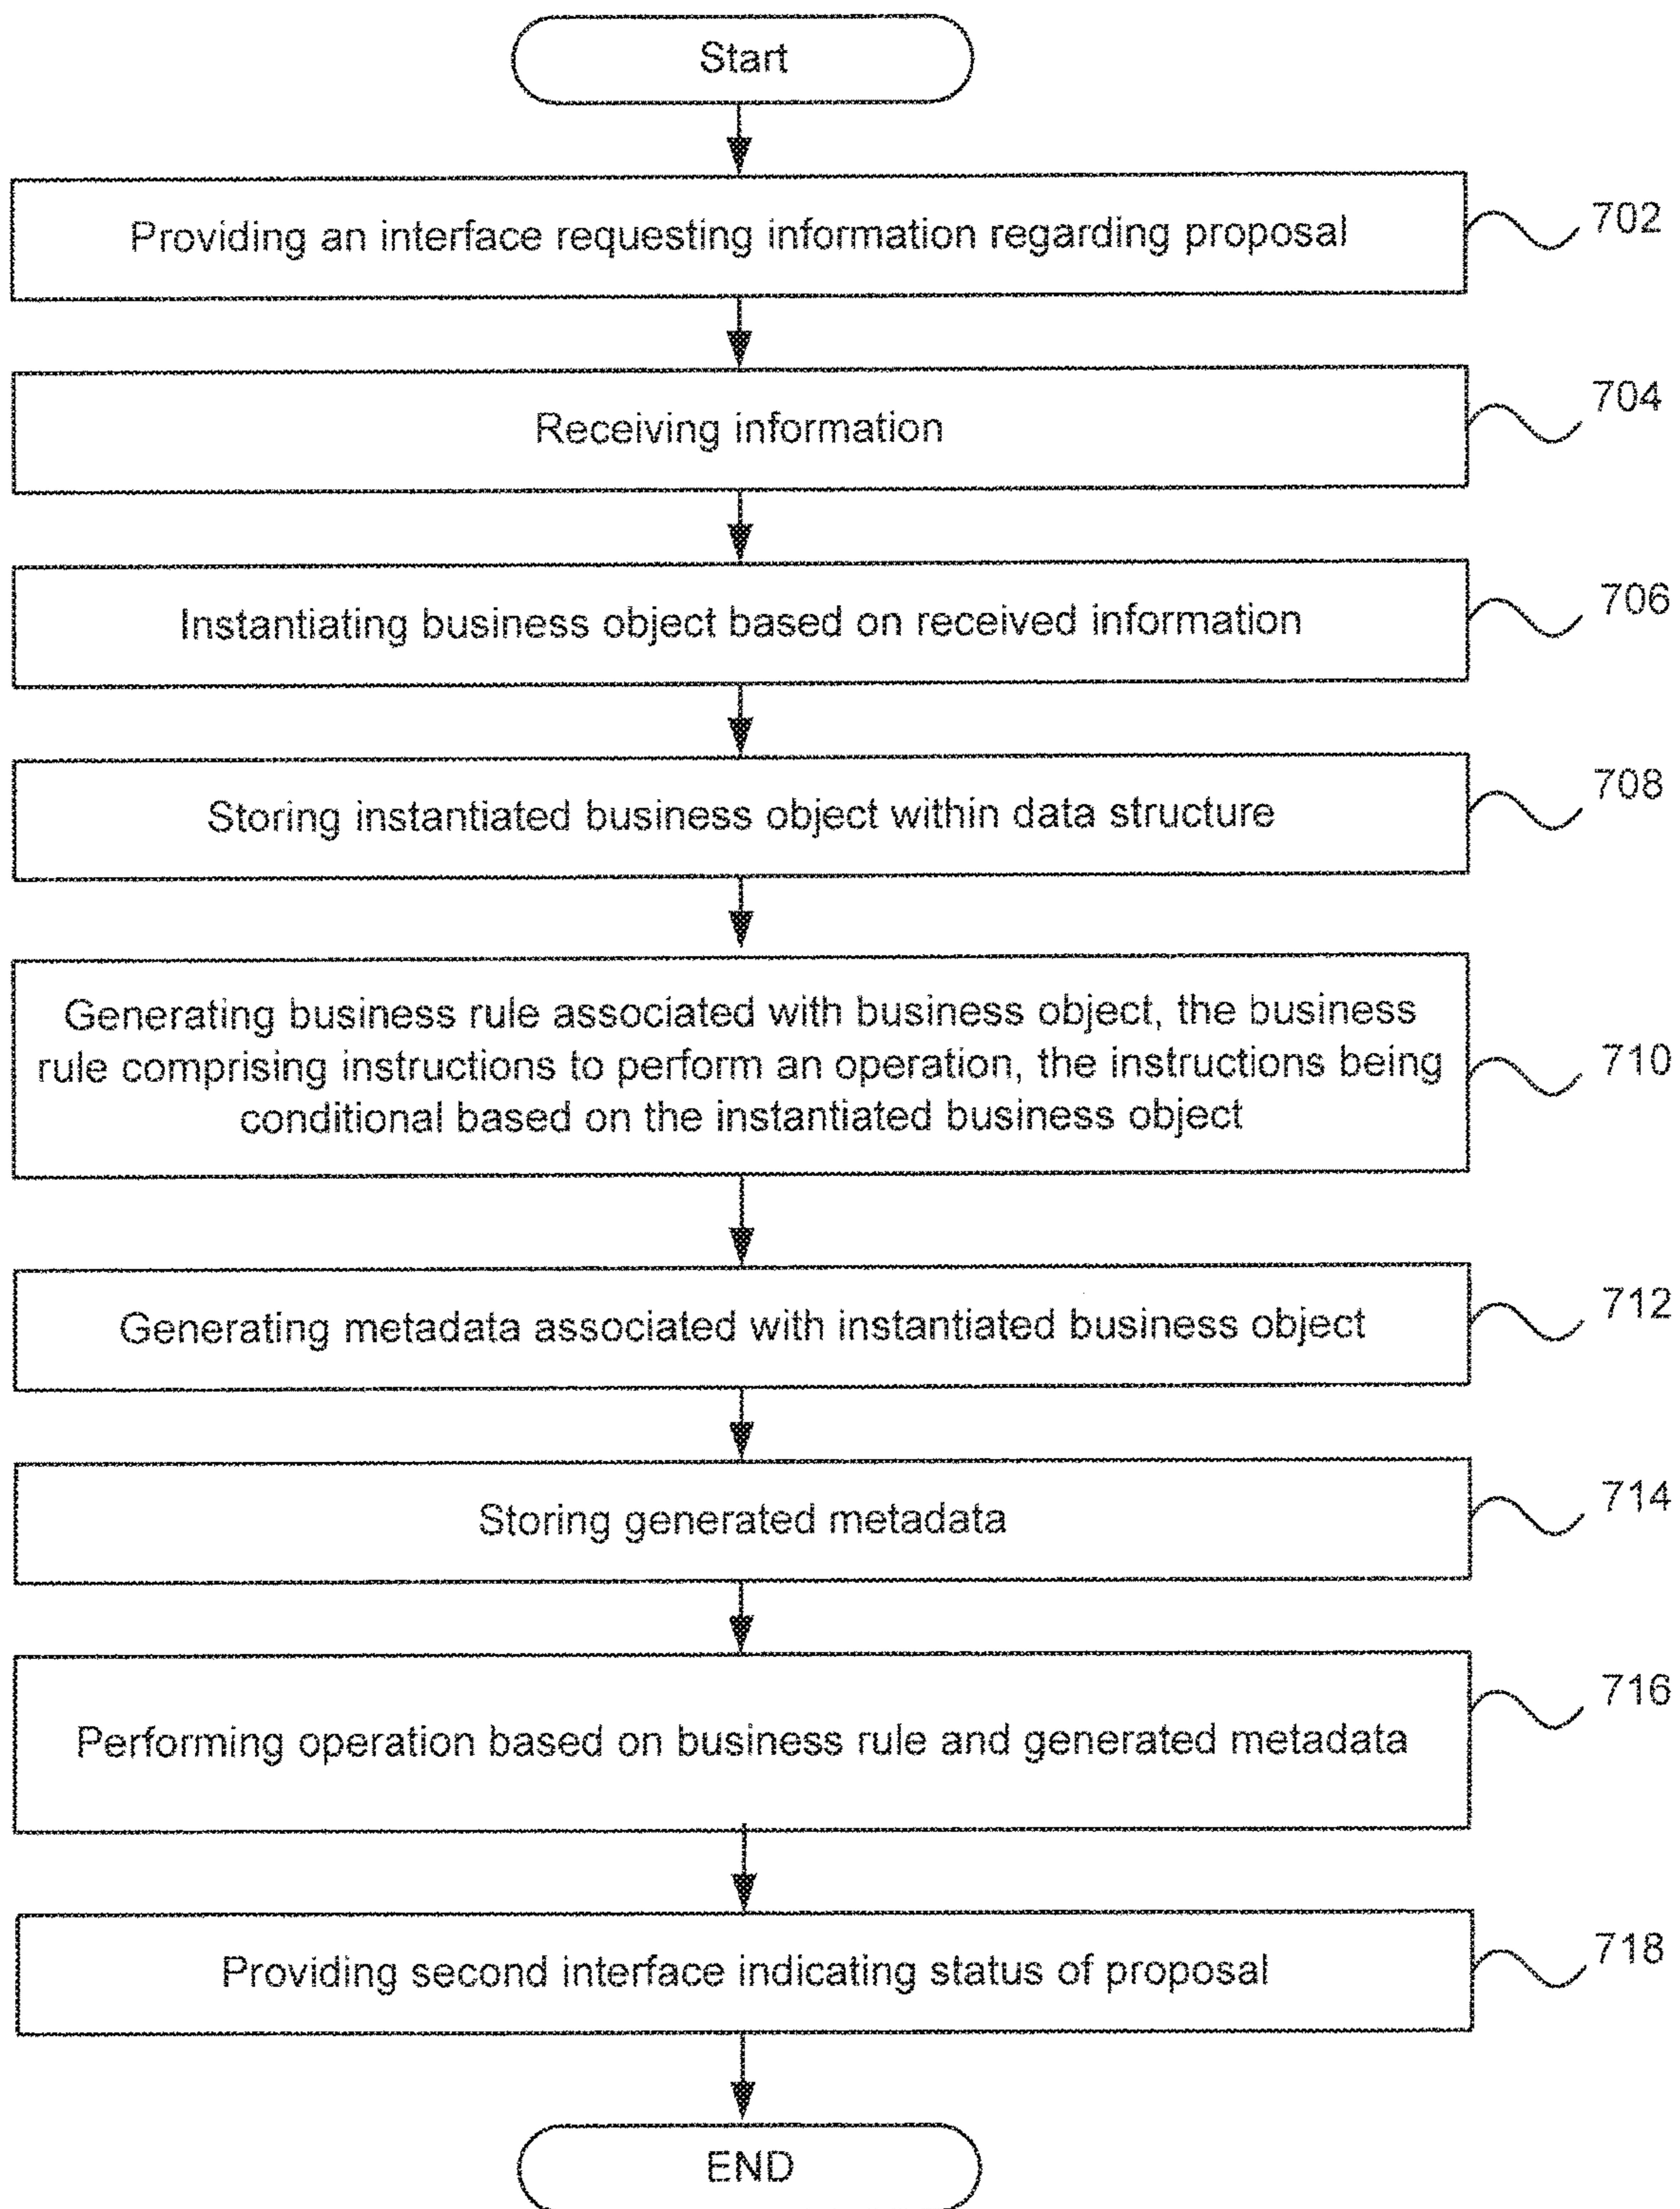 Start
Providing an interface requesting information regarding proposal
702
Receiving information
704
Instantiating business object based on received information
706
Storing instantiated business object within data structure
708
Generating business rule associated with business object, the business
rule comprising instructions to perform an operation, the instructions being
conditional based on the instantiated business object
710
Generating metadata associated with instantiated business object
712
Storing generated metadata
714
Performing operation based on business rule and generated metadata
716
Providing second interface indicating status of proposal
718
END